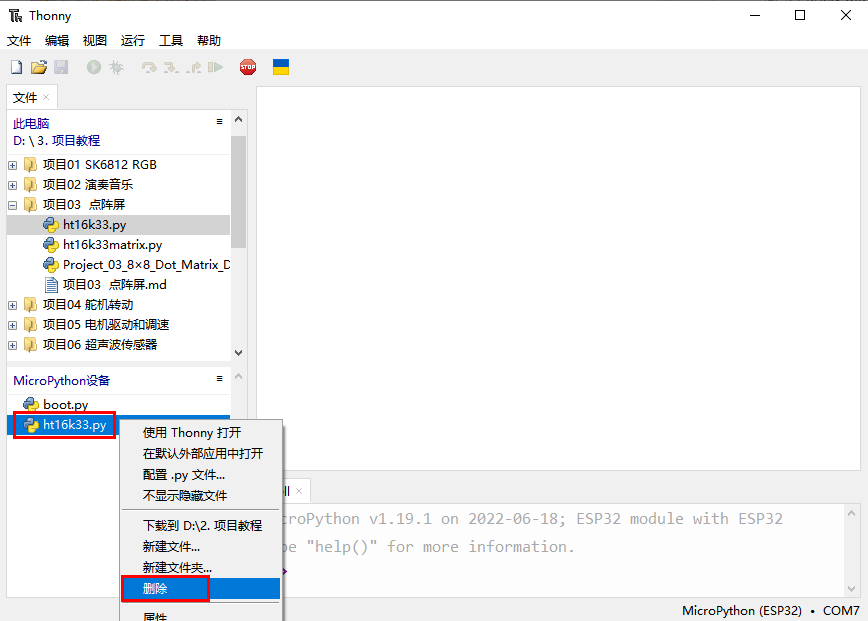 Thonny
文件 编辑 视图 运行 工具 帮助
STOP
文件 ×
此电脑
D: \ 3. 项目教程
项目01 SK6812 RGB
项目02 演奏音乐
项目03 点阵屏
ht16k33.py
ht16k33matrix.py
Project_03_8×8_Dot_Matrix_D
项目03 点阵屏.md
项目04 舵机转动
项目05 电机驱动和调速
项目06 超声波传感器
MicroPython设备
boot.py
ht16k33.py
使用 Thonny 打开
在默认外部应用中打开
配置 .py 文件...
不显示隐藏文件
下载到 D:\2. 项目教程
新建文件...
新建文件夹...
删除
属性
ll ×
croPython v1.19.1 on 2022-06-18; ESP32 module with ESP32
pe "help()" for more information.
MicroPython (ESP32) • COM7